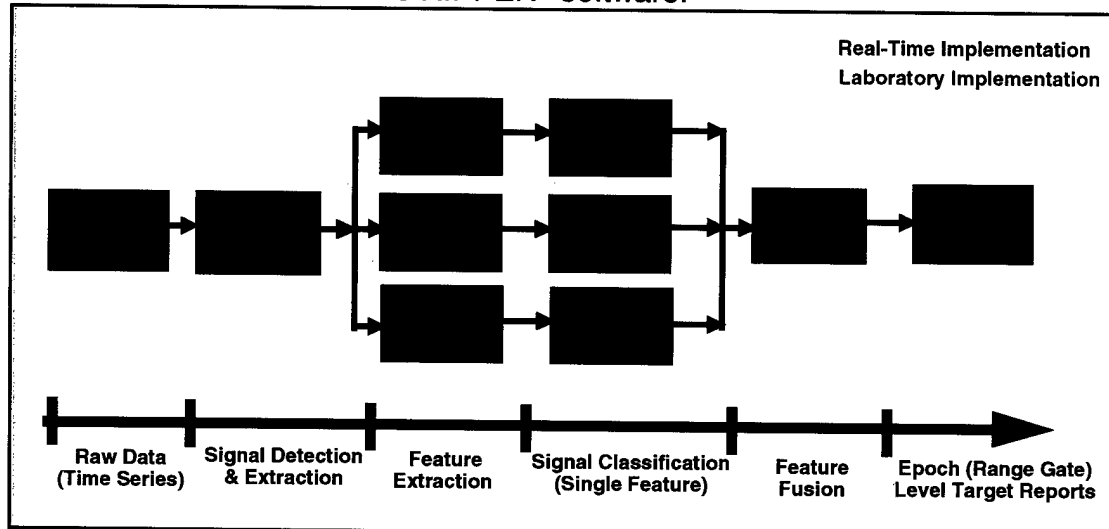 software.
Real-Time Implementation
Laboratory Implementation
Raw Data
(Time Series)
Signal Detection
& Extraction
Feature
Extraction
Signal Classification
(Single Feature)
Feature
Fusion
Epoch (Range Gate)
Level Target Reports